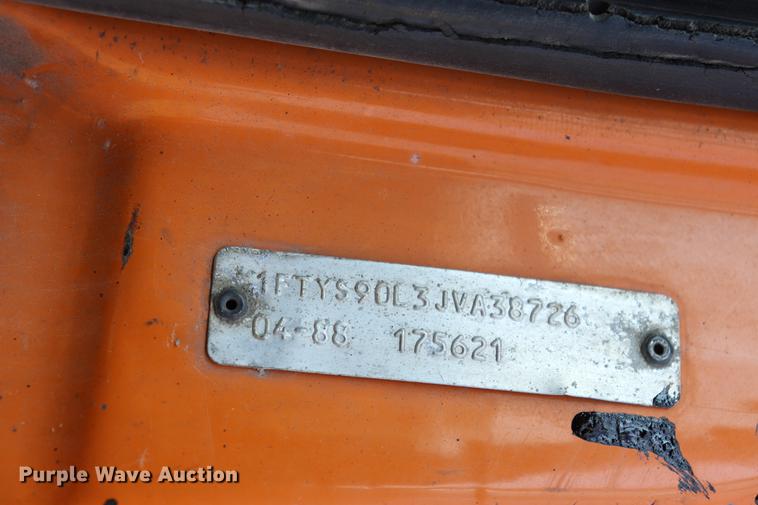 1FTYS90L3JVA38726
04-88 175621
Purple Wave Auction